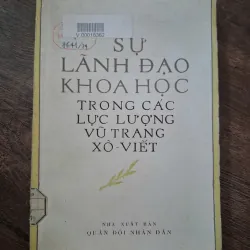 SỰ
LÃNH ĐẠO
KHOA HỌC
TRONG CÁC
LỰC LƯỢNG
VŨ TRANG
XÔ-VIẾT
NHÀ XUẤT BẢN
QUÂN ĐỘI NHÂN DÂN